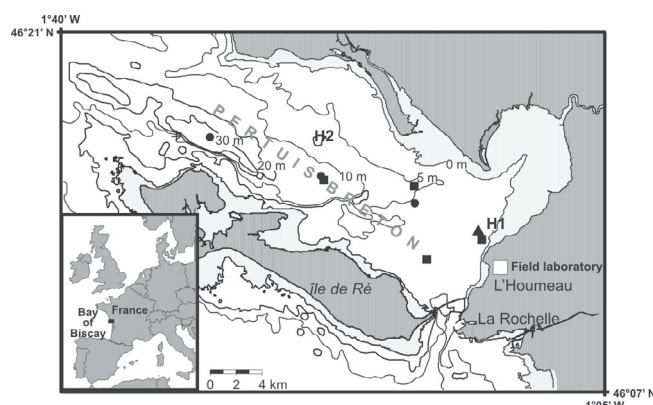 1°40' W
46°21' N
PERTUIS BRETON
H2
30 m
20 m
10 m
5 m
0 m
H1
Field laboratory
L'Houmeau
île de Ré
La Rochelle
Bay
of
Biscay
France
0 2 4 km
46°07' N
1°05' W